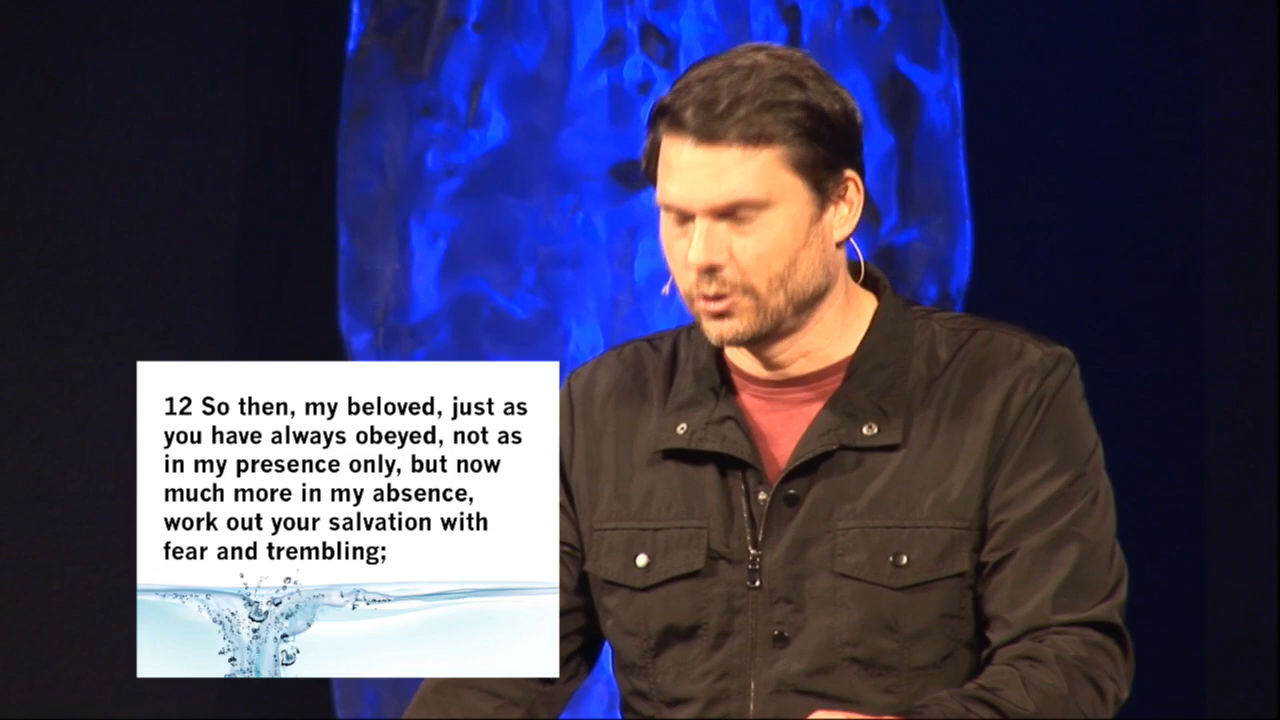 12 So then, my beloved, just as
you have always obeyed, not as
in my presence only, but now
much more in my absence,
work out your salvation with
fear and trembling;